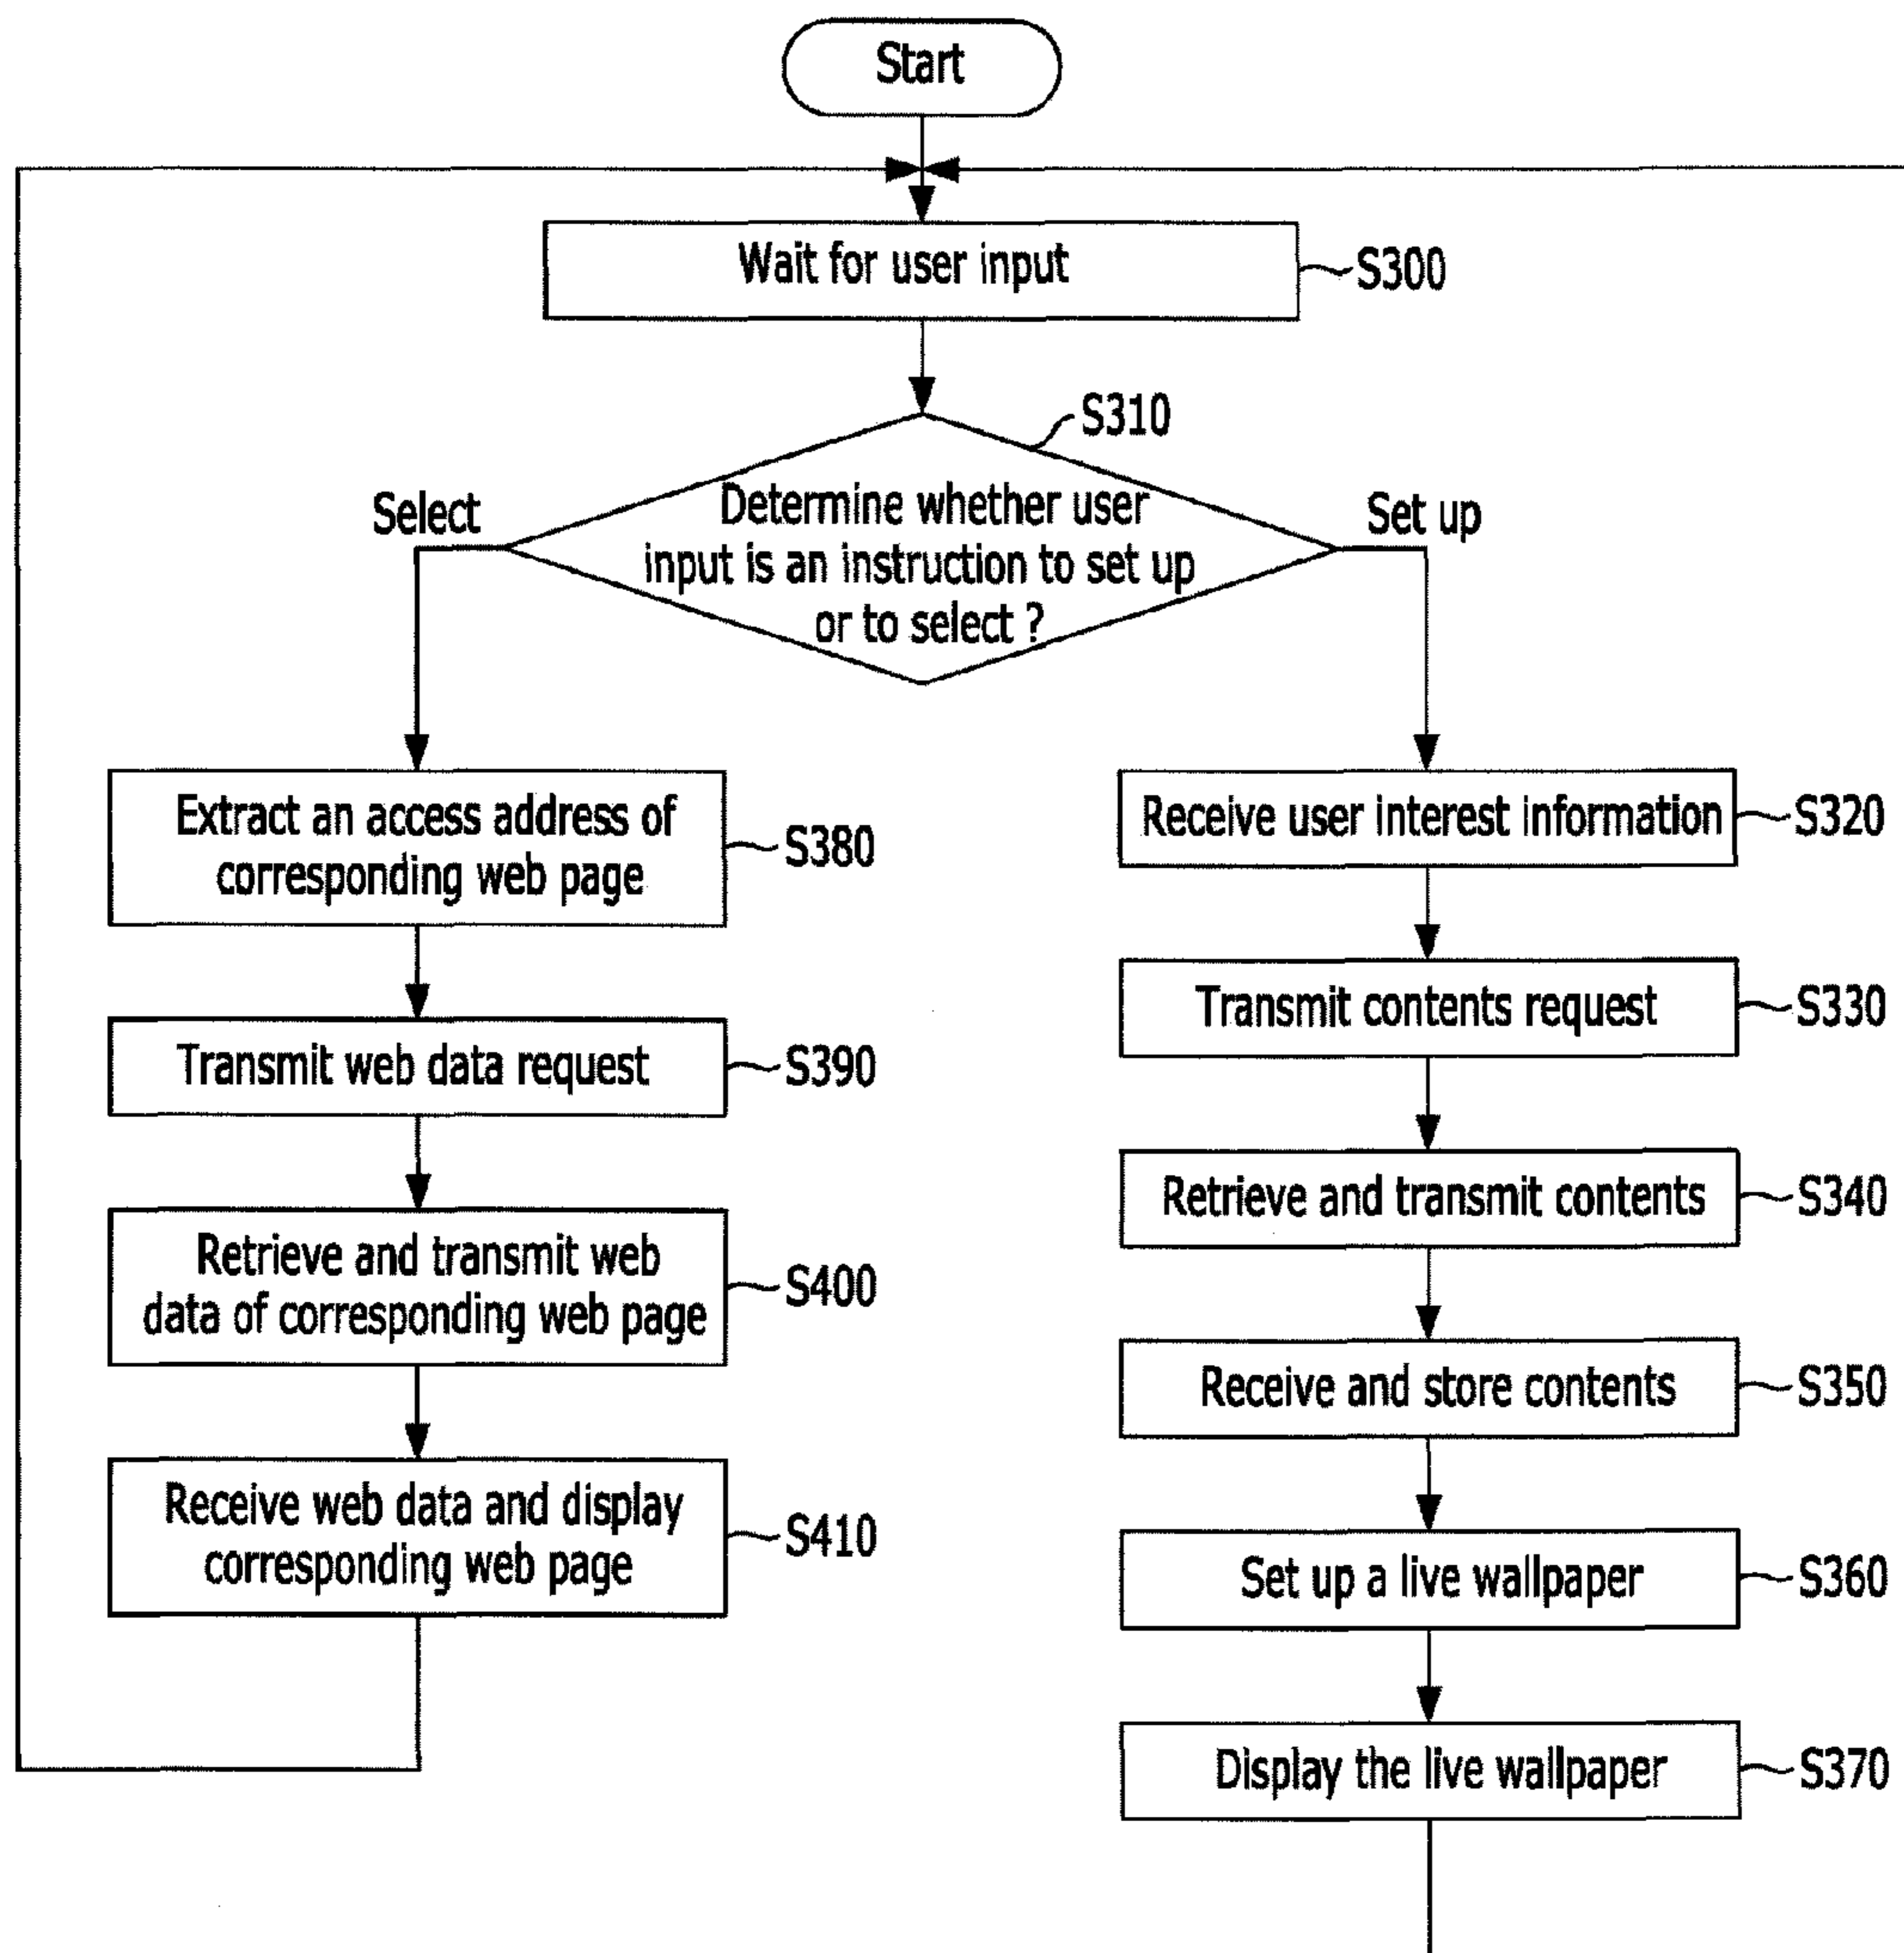 Start
Wait for user input
S300
S310
Select
Set up
Determine whether user
input is an instruction to set up
or to select ?
Extract an access address of
corresponding web page
S380
Transmit web data request
S390
Retrieve and transmit web
data of corresponding web page
S400
Receive web data and display
corresponding web page
S410
Receive user interest information
S320
Transmit contents request
S330
Retrieve and transmit contents
S340
Receive and store contents
S350
Set up a live wallpaper
S360
Display the live wallpaper
S370